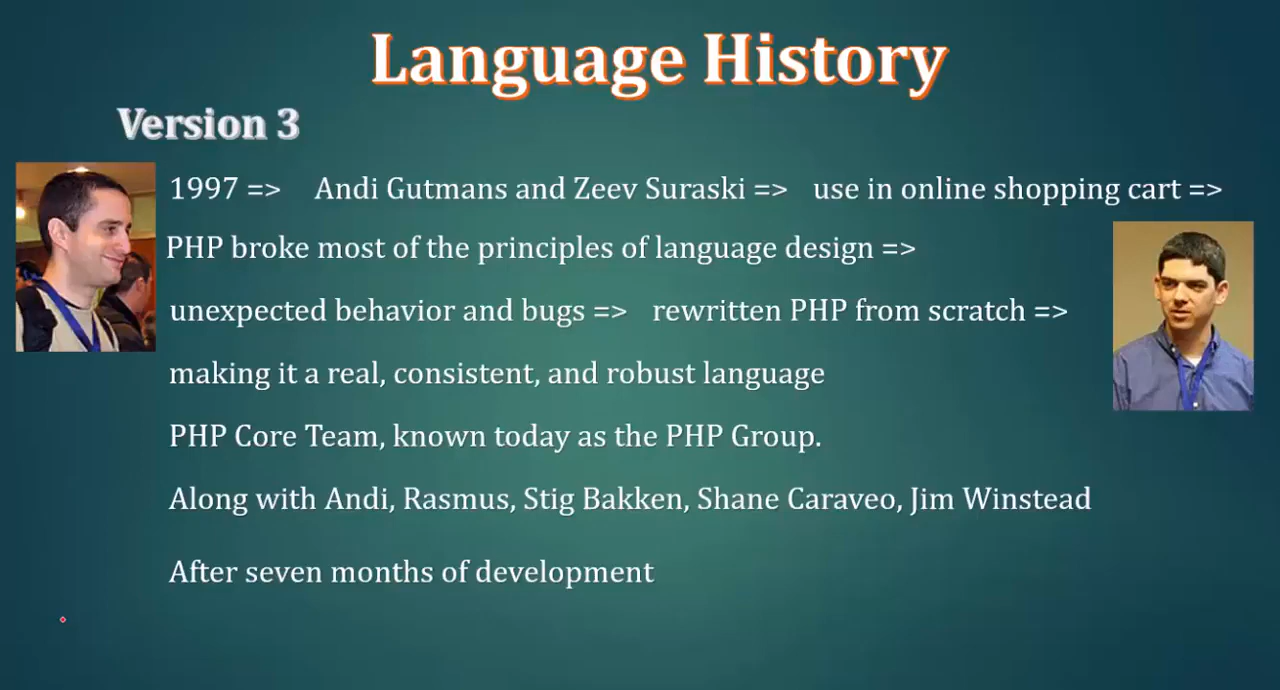 Language History
Version 3
1997 => Andi Gutmans and Zeev Suraski => use in online shopping cart =>
PHP broke most of the principles of language design =>
unexpected behavior and bugs => rewritten PHP from scratch =>
making it a real, consistent, and robust language
PHP Core Team, known today as the PHP Group.
Along with Andi, Rasmus, Stig Bakken, Shane Caraveo, Jim Winstead
After seven months of development